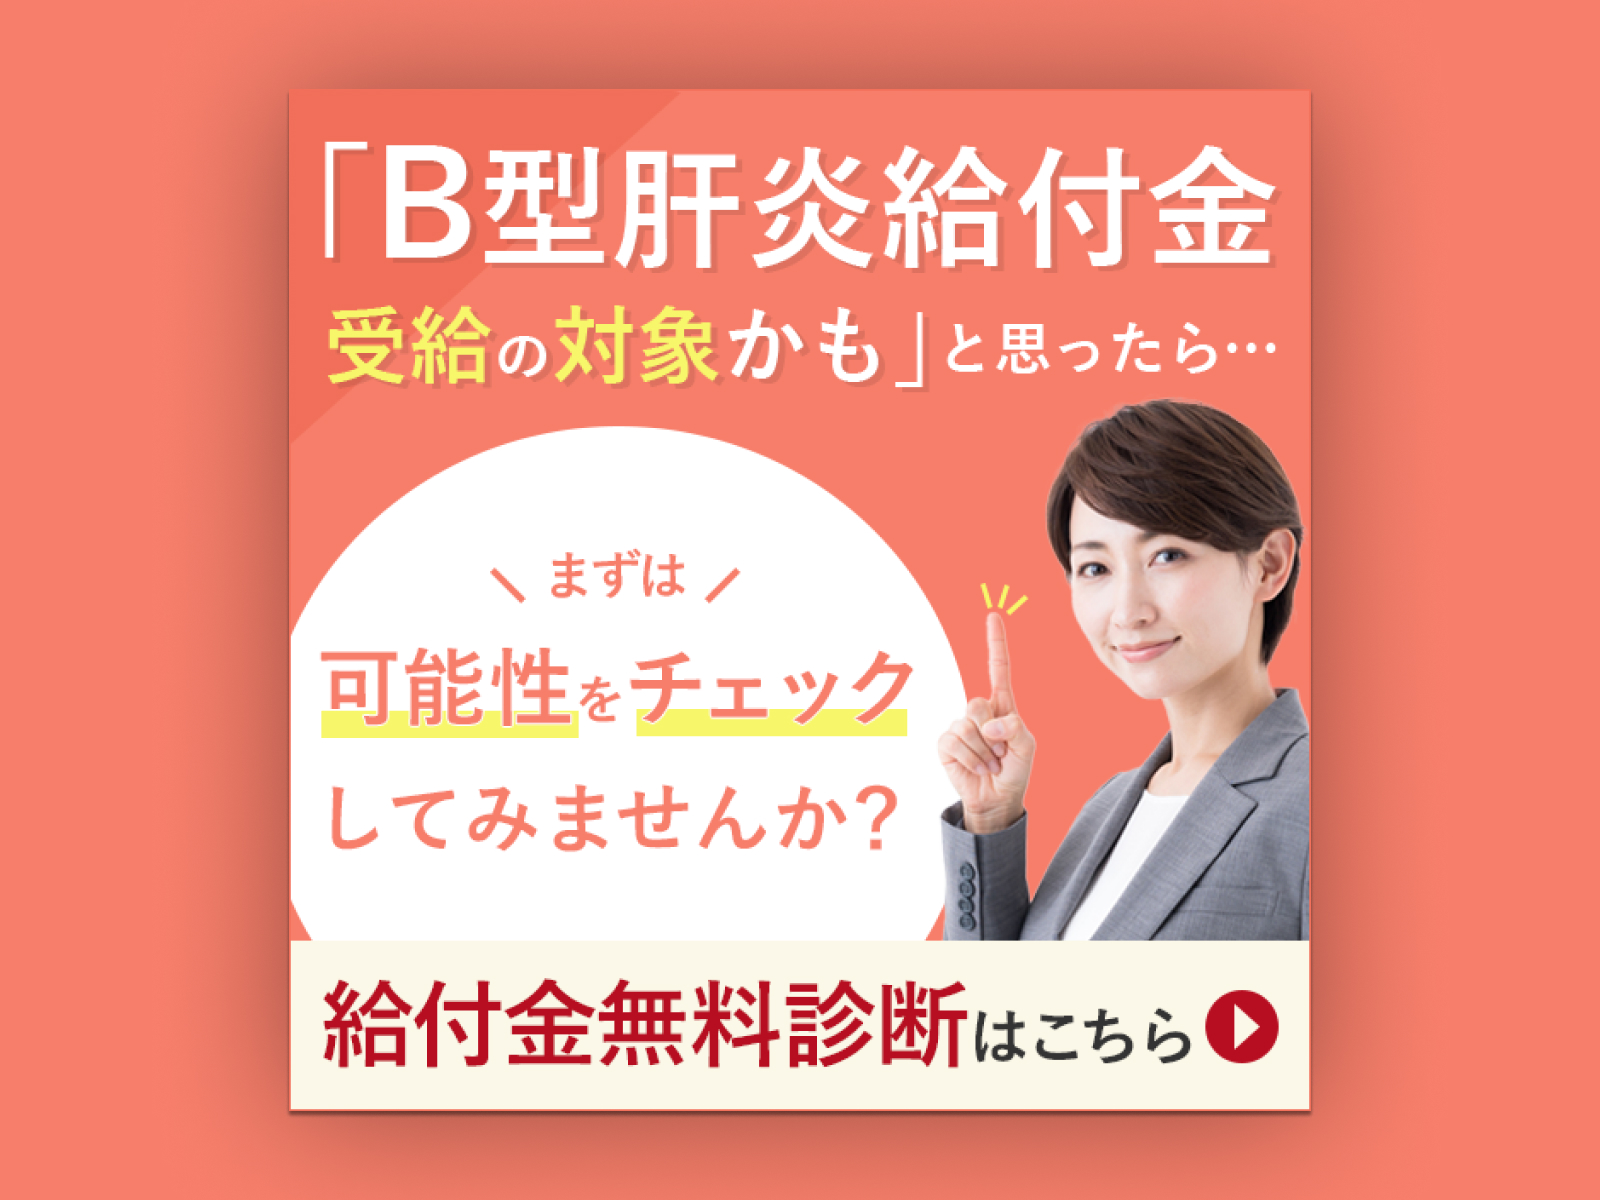 「B型肝炎給付金
受給の対象かも」と思ったら…
まずは
可能性をチェック
してみませんか?
給付金無料診断はこちら